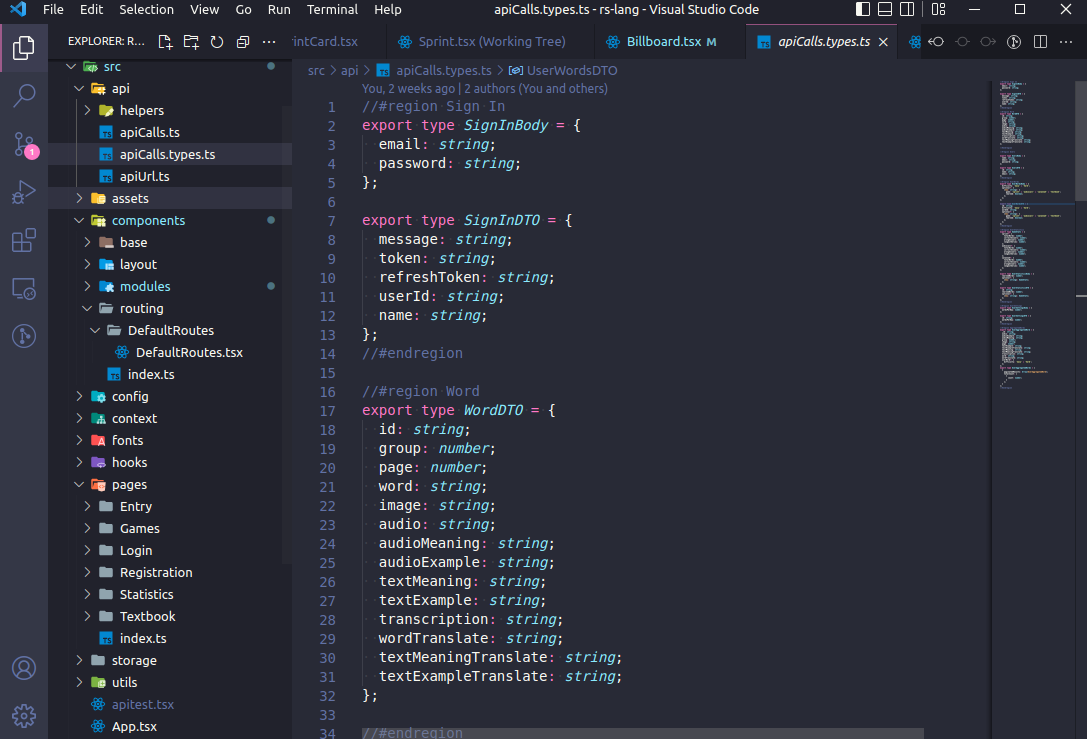 File Edit Selection View Go Run Terminal Help apiCalls.types.ts - rs-lang - Visual Studio Code
EXPLORER: R...
src
api
helpers
apiCalls.ts
apiCalls.types.ts
apiUrl.ts
assets
components
base
layout
modules
routing
DefaultRoutes
DefaultRoutes.tsx
index.ts
config
context
fonts
hooks
pages
Entry
Games
Login
Registration
Statistics
Textbook
index.ts
storage
utils
apitest.tsx
App.tsx
1
rintCard.tsx Sprint.tsx (Working Tree) Billboard.tsx M apiCalls.types.ts
src > api > apiCalls.types.ts > UserWordsDTO
You, 2 weeks ago | 2 authors (You and others)
1 //#region Sign In
2 export type SignInBody = {
3 email: string;
4 password: string;
5 };
6
7 export type SignInDTO = {
8 message: string;
9 token: string;
10 refreshToken: string;
11 userId: string;
12 name: string;
13 };
14 //#endregion
15
16 //#region Word
17 export type WordDTO = {
18 id: string;
19 group: number;
20 page: number;
21 word: string;
22 image: string;
23 audio: string;
24 audioMeaning: string;
25 audioExample: string;
26 textMeaning: string;
27 textExample: string;
28 transcription: string;
29 wordTranslate: string;
30 textMeaningTranslate: string;
31 textExampleTranslate: string;
32 };
33
34 //#endregion